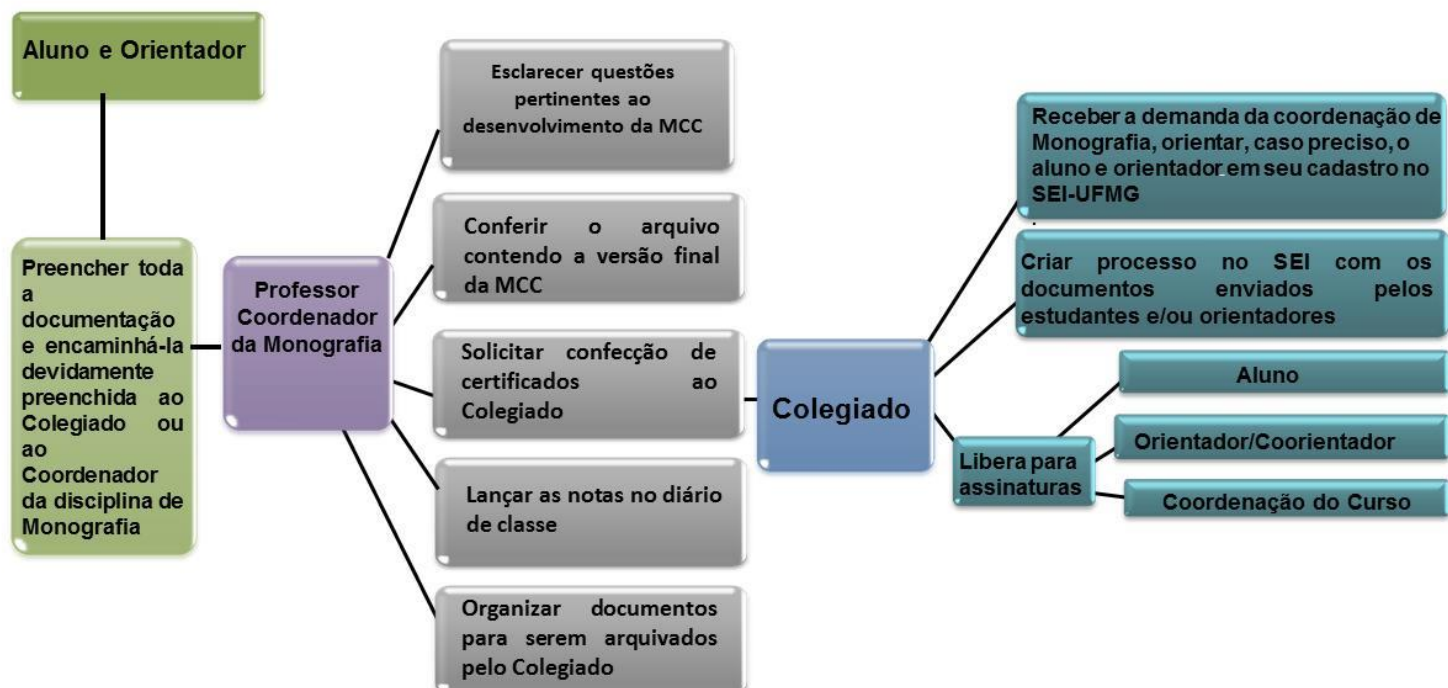 Aluno e Orientador
Preencher toda
a
documentação
e encaminhá-la
devidamente
preenchida ao
Colegiado ou
ao
Coordenador
da disciplina de
Monografia
Professor
Coordenador
da Monografia
Esclarecer questões
pertinentes ao
desenvolvimento da MCC
Conferir o arquivo
contendo a versão final
da MCC
Solicitar confecção de
certificados ao
Colegiado
Lançar as notas no diário
de classe
Organizar documentos
para serem arquivados
pelo Colegiado
Colegiado
Receber a demanda da coordenação de
Monografia, orientar, caso preciso, o
aluno e orientador em seu cadastro no
SEI-UFMG
Criar processo no SEI com os
documentos enviados pelos
estudantes e/ou orientadores
Libera para
assinaturas
Aluno
Orientador/Coorientador
Coordenação do Curso